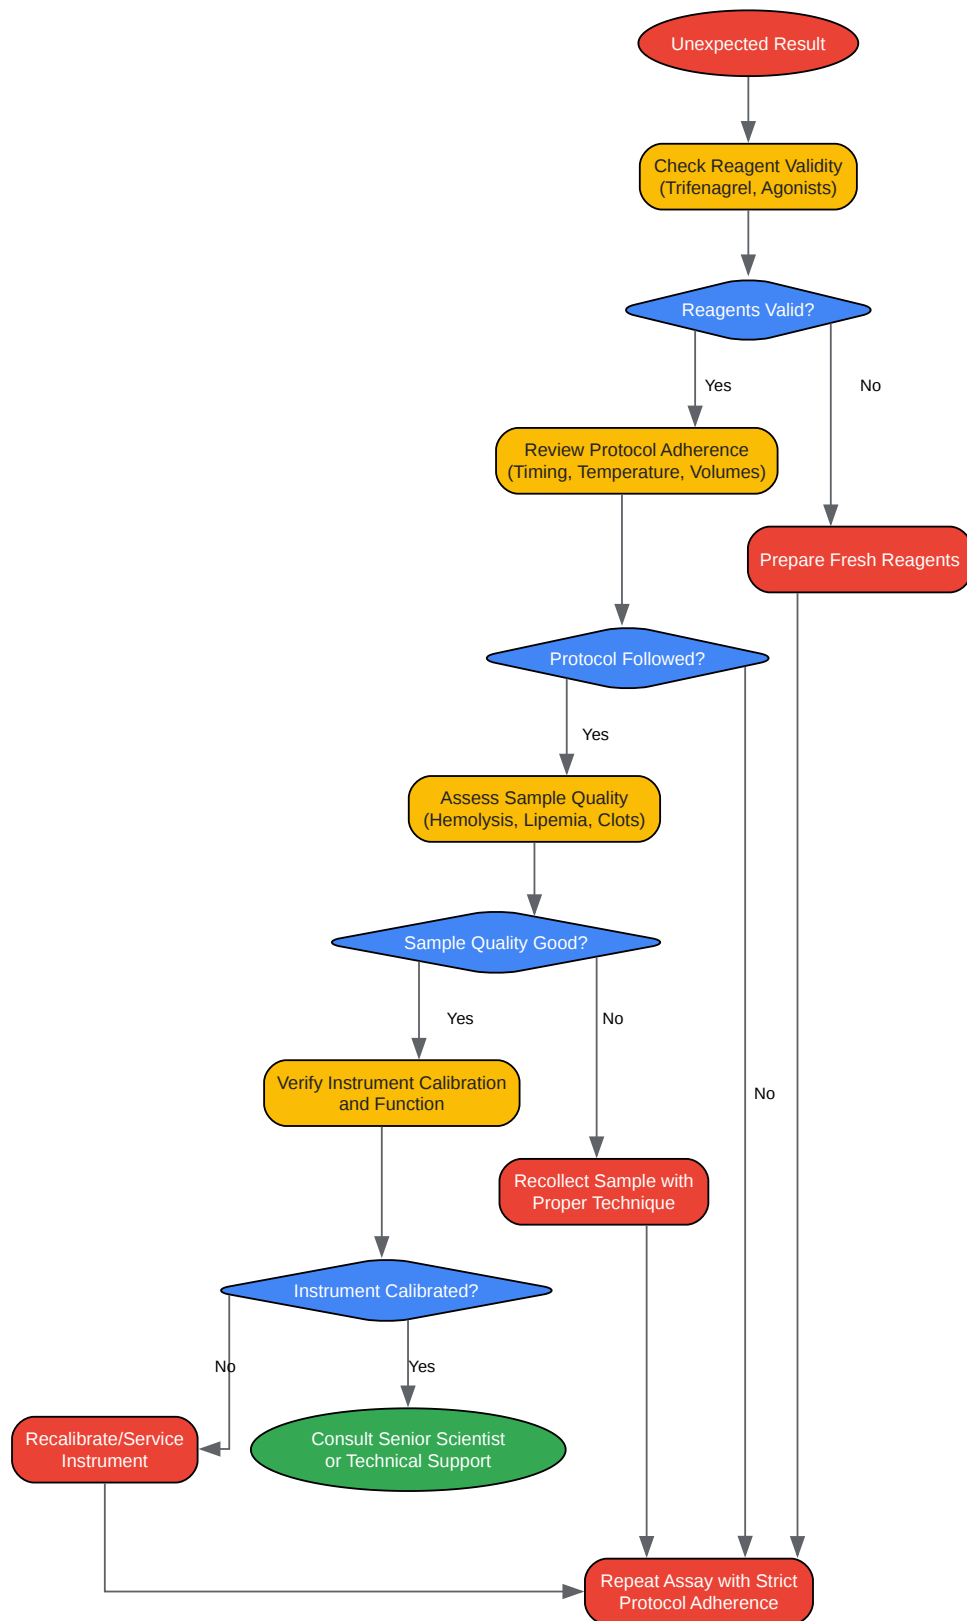 Unexpected Result
Check Reagent Validity
(Trifenagrel, Agonists)
Reagents Valid?
Yes
No
Review Protocol Adherence
(Timing, Temperature, Volumes)
Prepare Fresh Reagents
Protocol Followed?
Yes
Assess Sample Quality
(Hemolysis, Lipemia, Clots)
Sample Quality Good?
Yes
No
Verify Instrument Calibration
and Function
No
Recollect Sample with
Proper Technique
Instrument Calibrated?
No
Yes
Recalibrate/Service
Instrument
Consult Senior Scientist
or Technical Support
Repeat Assay with Strict
Protocol Adherence